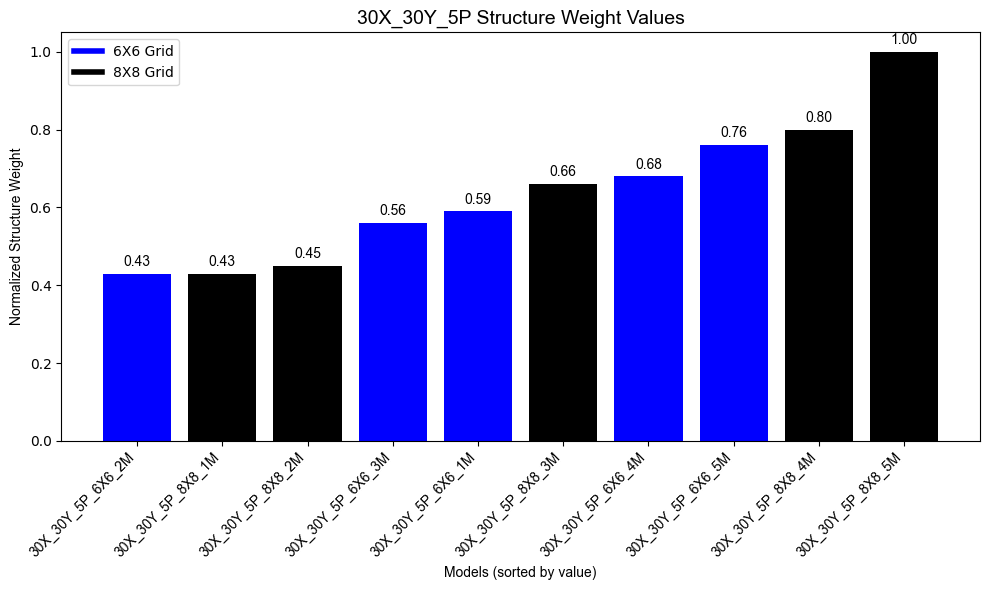 30X_30Y_5P Structure Weight Values
6X6 Grid
8X8 Grid
Normalized Structure Weight
1.0
0.8
0.6
0.4
0.2
0.0
0.43
0.43
0.45
0.56
0.59
0.66
0.68
0.76
0.80
1.00
30X_30Y_5P_6X6_2M
30X_30Y_5P_8X8_1M
30X_30Y_5P_8X8_2M
30X_30Y_5P_6X6_3M
30X_30Y_5P_6X6_1M
30X_30Y_5P_8X8_3M
30X_30Y_5P_6X6_4M
30X_30Y_5P_6X6_5M
30X_30Y_5P_8X8_4M
30X_30Y_5P_8X8_5M
Models (sorted by value)